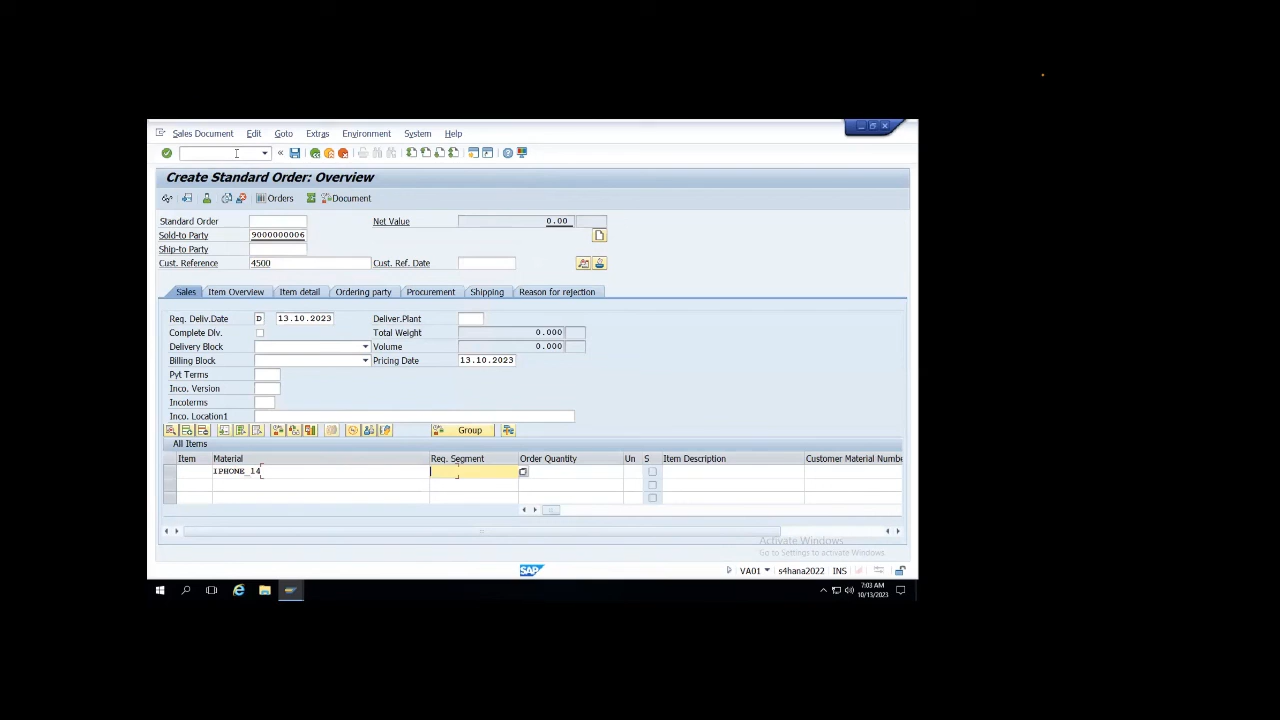 Sales Document Edit Goto Extras Environment System Help
Create Standard Order: Overview
Orders Document
Standard Order Net Value 0.00
Sold-to Party 9000000006
Ship-to Party
Cust. Reference 4500 Cust. Ref. Date
Sales Item Overview Item detail Ordering party Procurement Shipping Reason for rejection
Req. Deliv.Date D 13.10.2023 Deliver.Plant
Complete Dlv. Total Weight 0.000
Delivery Block Volume 0.000
Billing Block Pricing Date 13.10.2023
Pyt Terms
Inco. Version
Incoterms
Inco. Location1
Group
All Items
Item Material Req. Segment Order Quantity Un S Item Description Customer Material Numbe
IPHONE_14
Activate Windows
Go to Settings to activate Windows.
SAP VA01 s4hana2022 INS
7:03 AM
10/13/2023